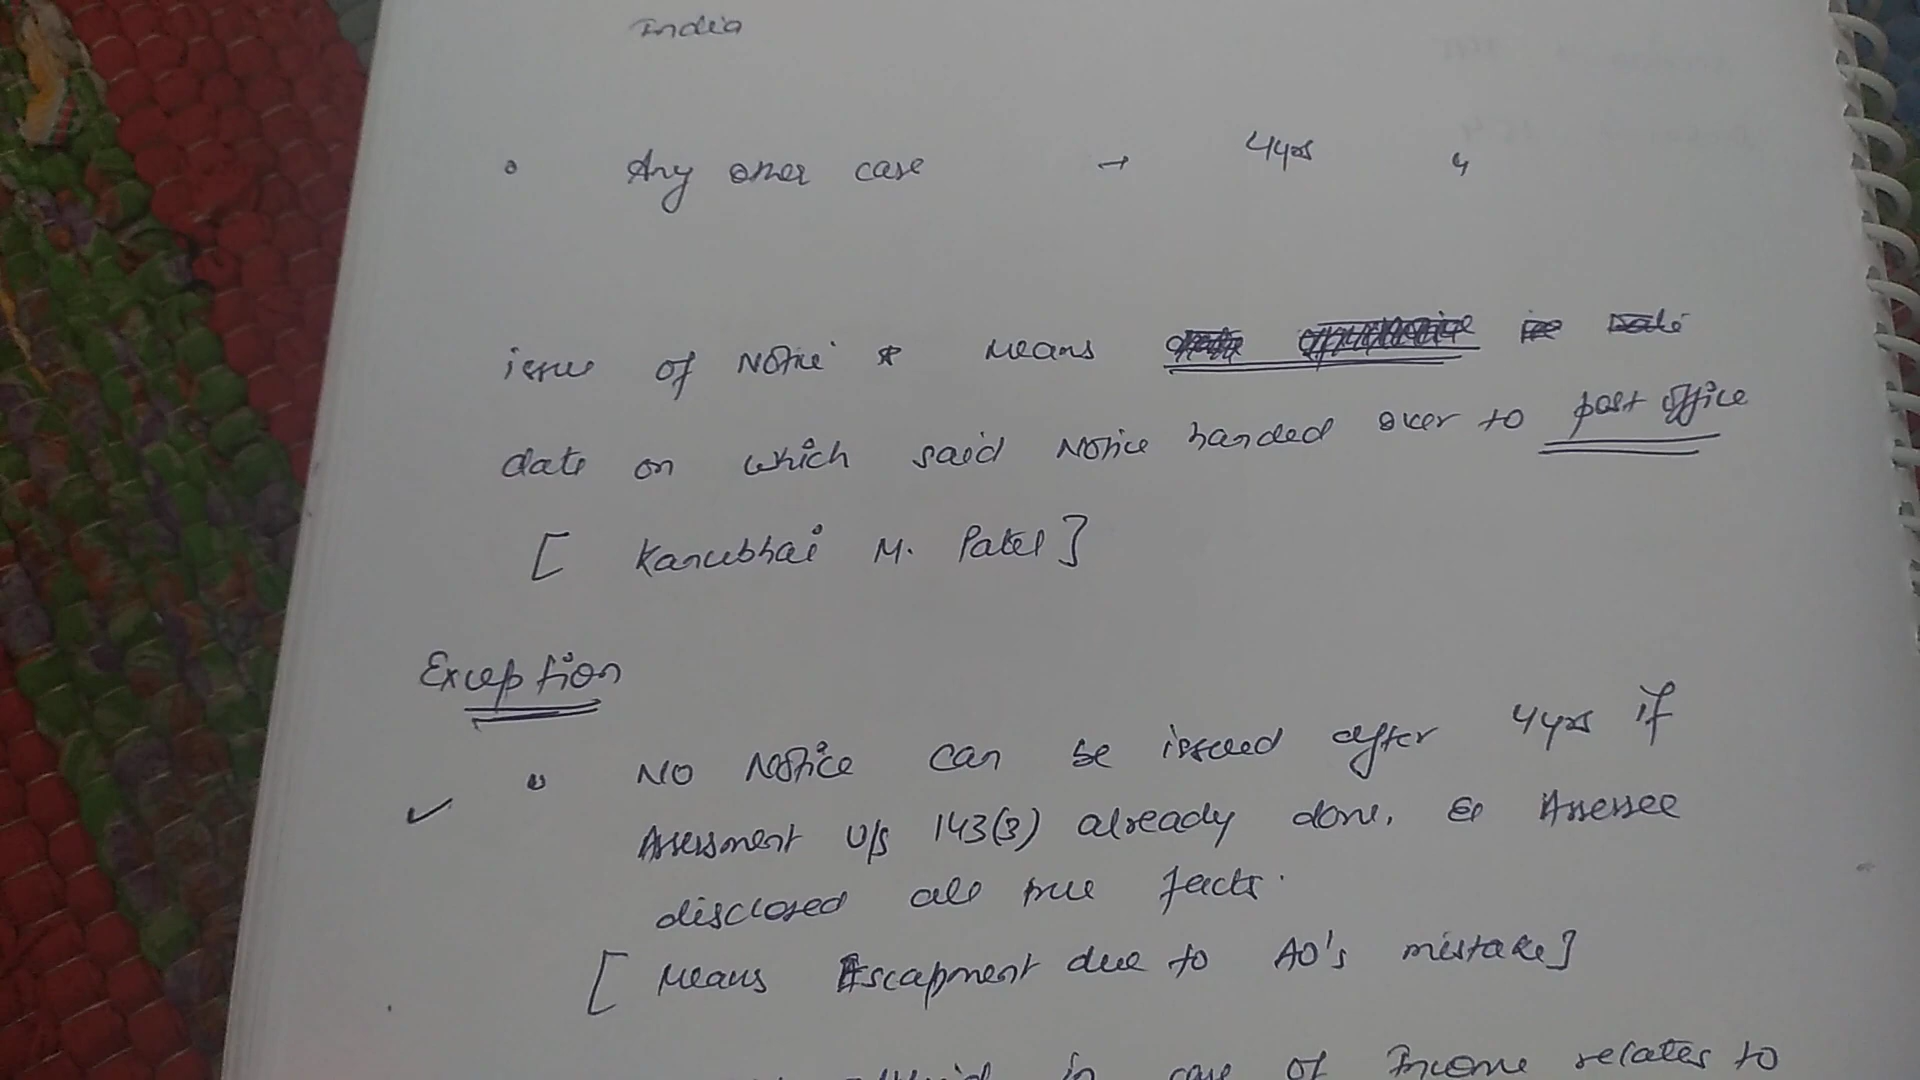 India
• Any other case → 4yrs "
issue of Notice * means
date on which said Notice handed over to post office
[ Kanubhai M. Patel ]
Exception
• No Notice can be issued after 4yrs if
✓ Assessment u/s 143(3) already done, & Assessee
disclosed all true facts.
[ Means Escapment due to AO's mistake ]
in case of Income relates to